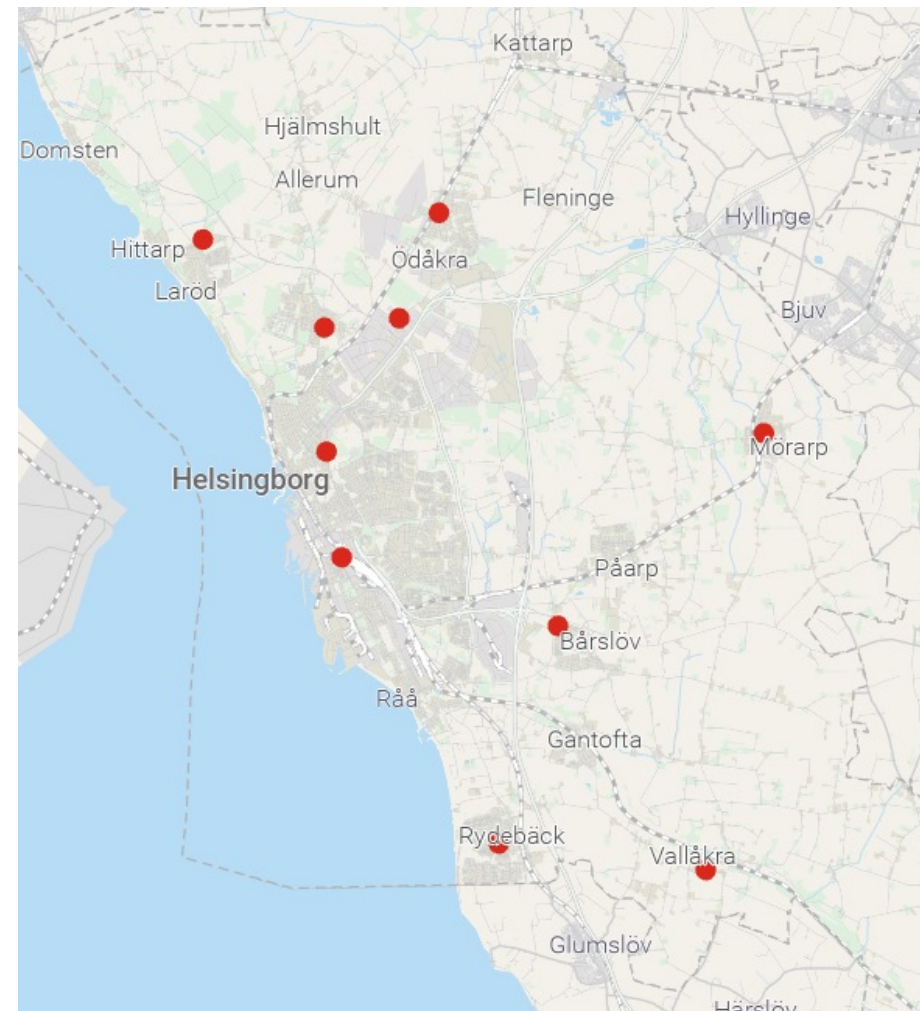 Kattarp
Hjälmshult
Domsten
Allerum
Fleninge
Hyllinge
Hittarp
Ödåkra
Laröd
Bjuv
Mörarp
Helsingborg
Påarp
Bårslöv
Råå
Gantofta
Rydebäck
Vallåkra
Glumslöv
Härslöv